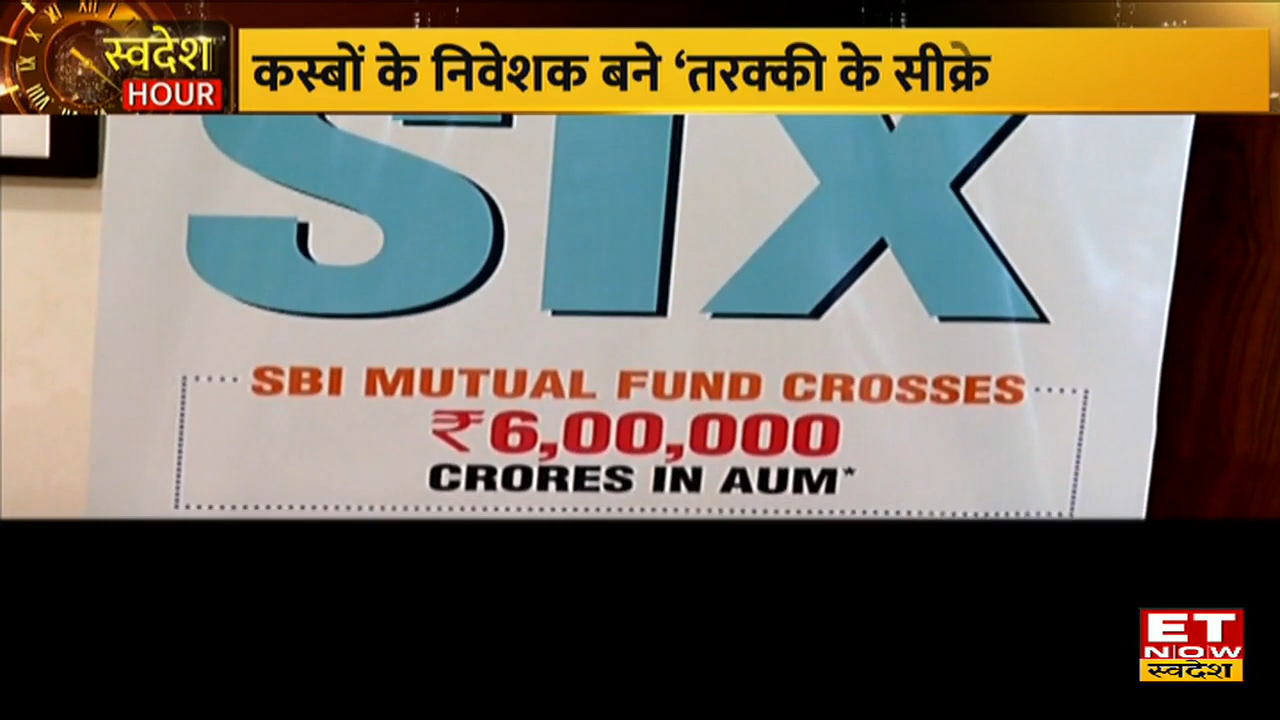 स्वदेश
HOUR
कस्बों के निवेशक बने ‘तरक्की के
SIX
SBI MUTUAL FUND CROSSES
₹6,00,000
CRORES IN AUM*
ET
NOW
स्वदेश